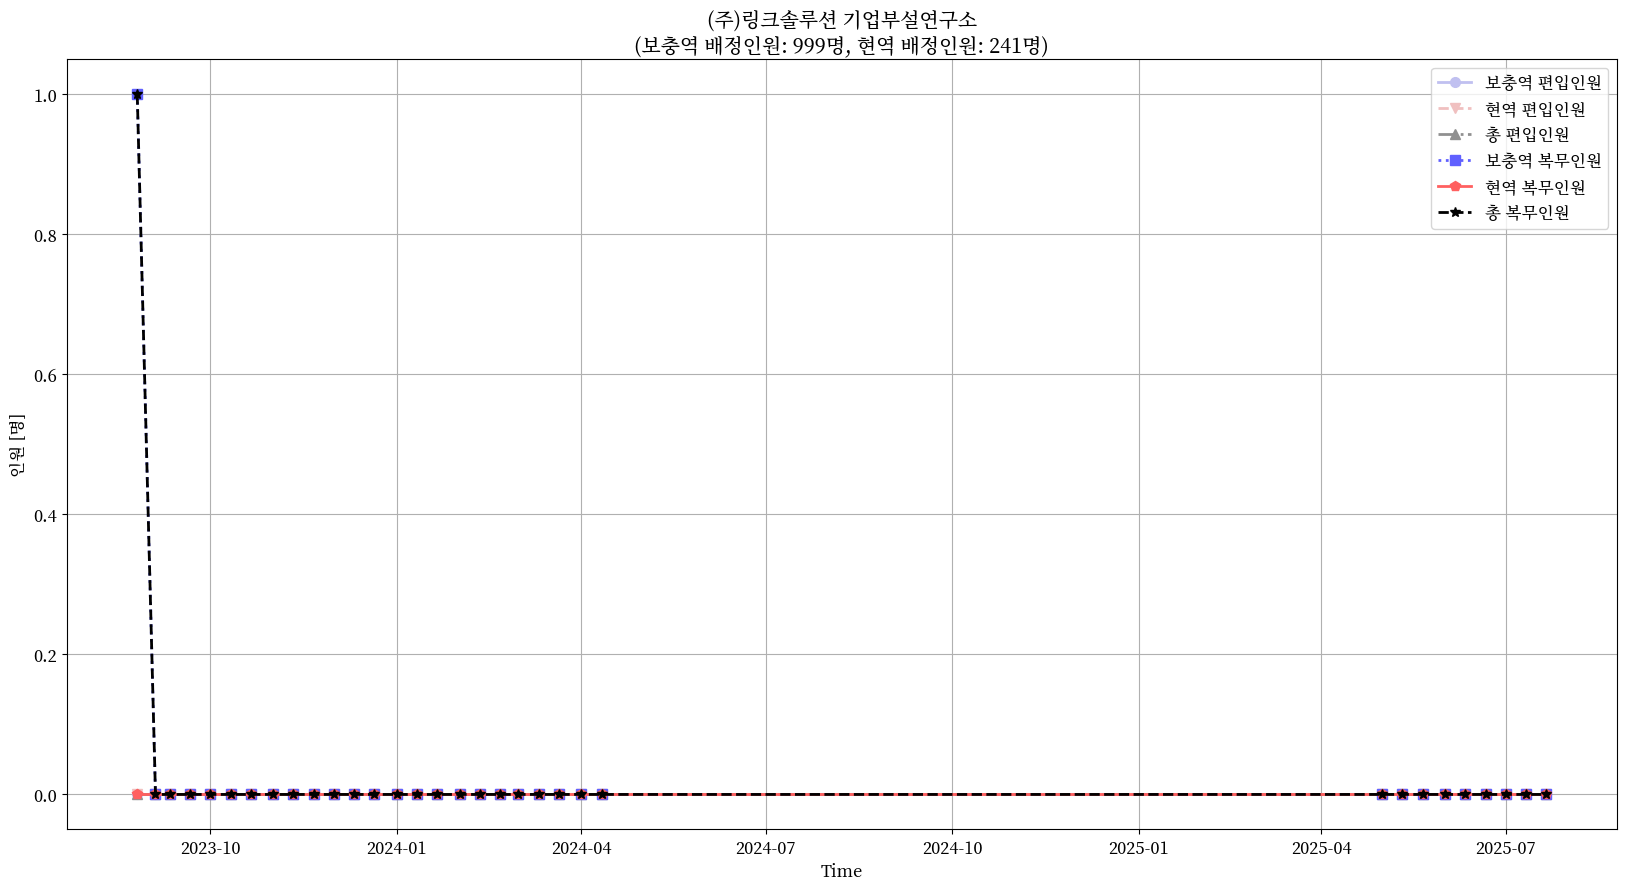 (주)링크솔루션 기업부설연구소
(보충역 배정인원: 999명, 현역 배정인원: 241명)
보충역 편입인원
현역 편입인원
총 편입인원
보충역 복무인원
현역 복무인원
총 복무인원
인원 [명]
1.0
0.8
0.6
0.4
0.2
0.0
2023-10
2024-01
2024-04
2024-07
2024-10
2025-01
2025-04
2025-07
Time